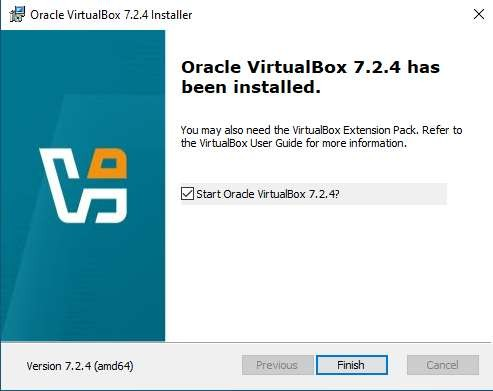 Oracle VirtualBox 7.2.4 Installer
Oracle VirtualBox 7.2.4 has
been installed.
You may also need the VirtualBox Extension Pack. Refer to
the VirtualBox User Guide for more information.
Start Oracle VirtualBox 7.2.4?
Version 7.2.4 (amd64)
Previous
Finish
Cancel